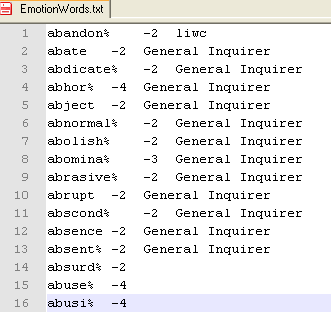 EmotionWords.txt
1 abandon% -2 liwc
2 abate -2 General Inquirer
3 abdicate% -2 General Inquirer
4 abhor% -4 General Inquirer
5 abject -2 General Inquirer
6 abnormal% -2 General Inquirer
7 abolish% -2 General Inquirer
8 abomina% -3 General Inquirer
9 abrasive% -2 General Inquirer
10 abrupt -2 General Inquirer
11 abscond% -2 General Inquirer
12 absence -2 General Inquirer
13 absent% -2 General Inquirer
14 absurd% -2
15 abuse% -4
16 abusi% -4